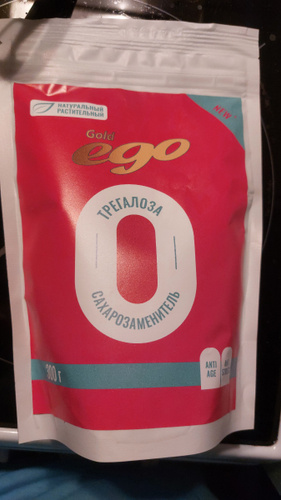 НАТУРАЛЬНЫЙ
РАСТИТЕЛЬНЫЙ
NEW
Gold
ego
ТРЕГАЛОЗА
0
САХАРОЗАМЕНИТЕЛЬ
300 г
ANTI
AGE